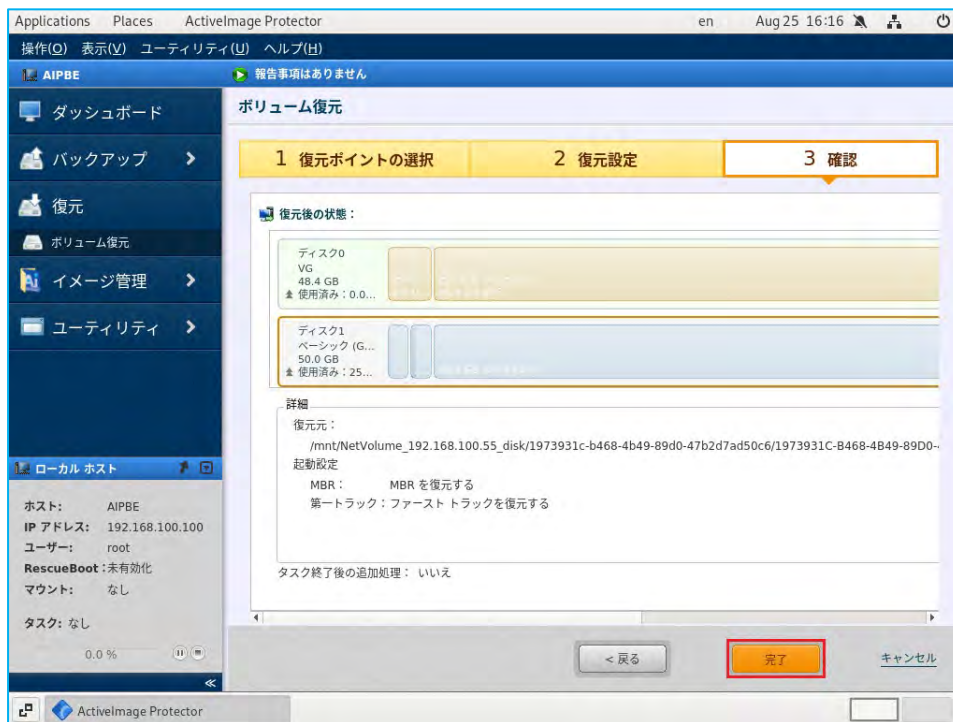 Applications Places ActiveImage Protector en Aug 25 16:16
操作(O) 表示(V) ユーティリティ(U) ヘルプ(H)
AIPBE
報告事項はありません
ダッシュボード
バックアップ
復元
ボリューム復元
イメージ管理
ユーティリティ
ボリューム復元
1 復元ポイントの選択
2 復元設定
3 確認
復元後の状態：
ディスク0
VG
48.4 GB
使用済み：0.0...
ディスク1
ベーシック (G...
50.0 GB
使用済み：25...
詳細
復元元：
/mnt/NetVolume_192.168.100.55_disk/1973931c-b468-4b49-89d0-47b2d7ad50c6/1973931C-B468-4B49-89D0-
起動設定
MBR： MBR を復元する
第一トラック：ファースト トラックを復元する
タスク終了後の追加処理： いいえ
ローカル ホスト
ホスト: AIPBE
IP アドレス: 192.168.100.100
ユーザー: root
RescueBoot：未有効化
マウント: なし
タスク: なし
0.0 %
<戻る
完了
キャンセル
ActiveImage Protector